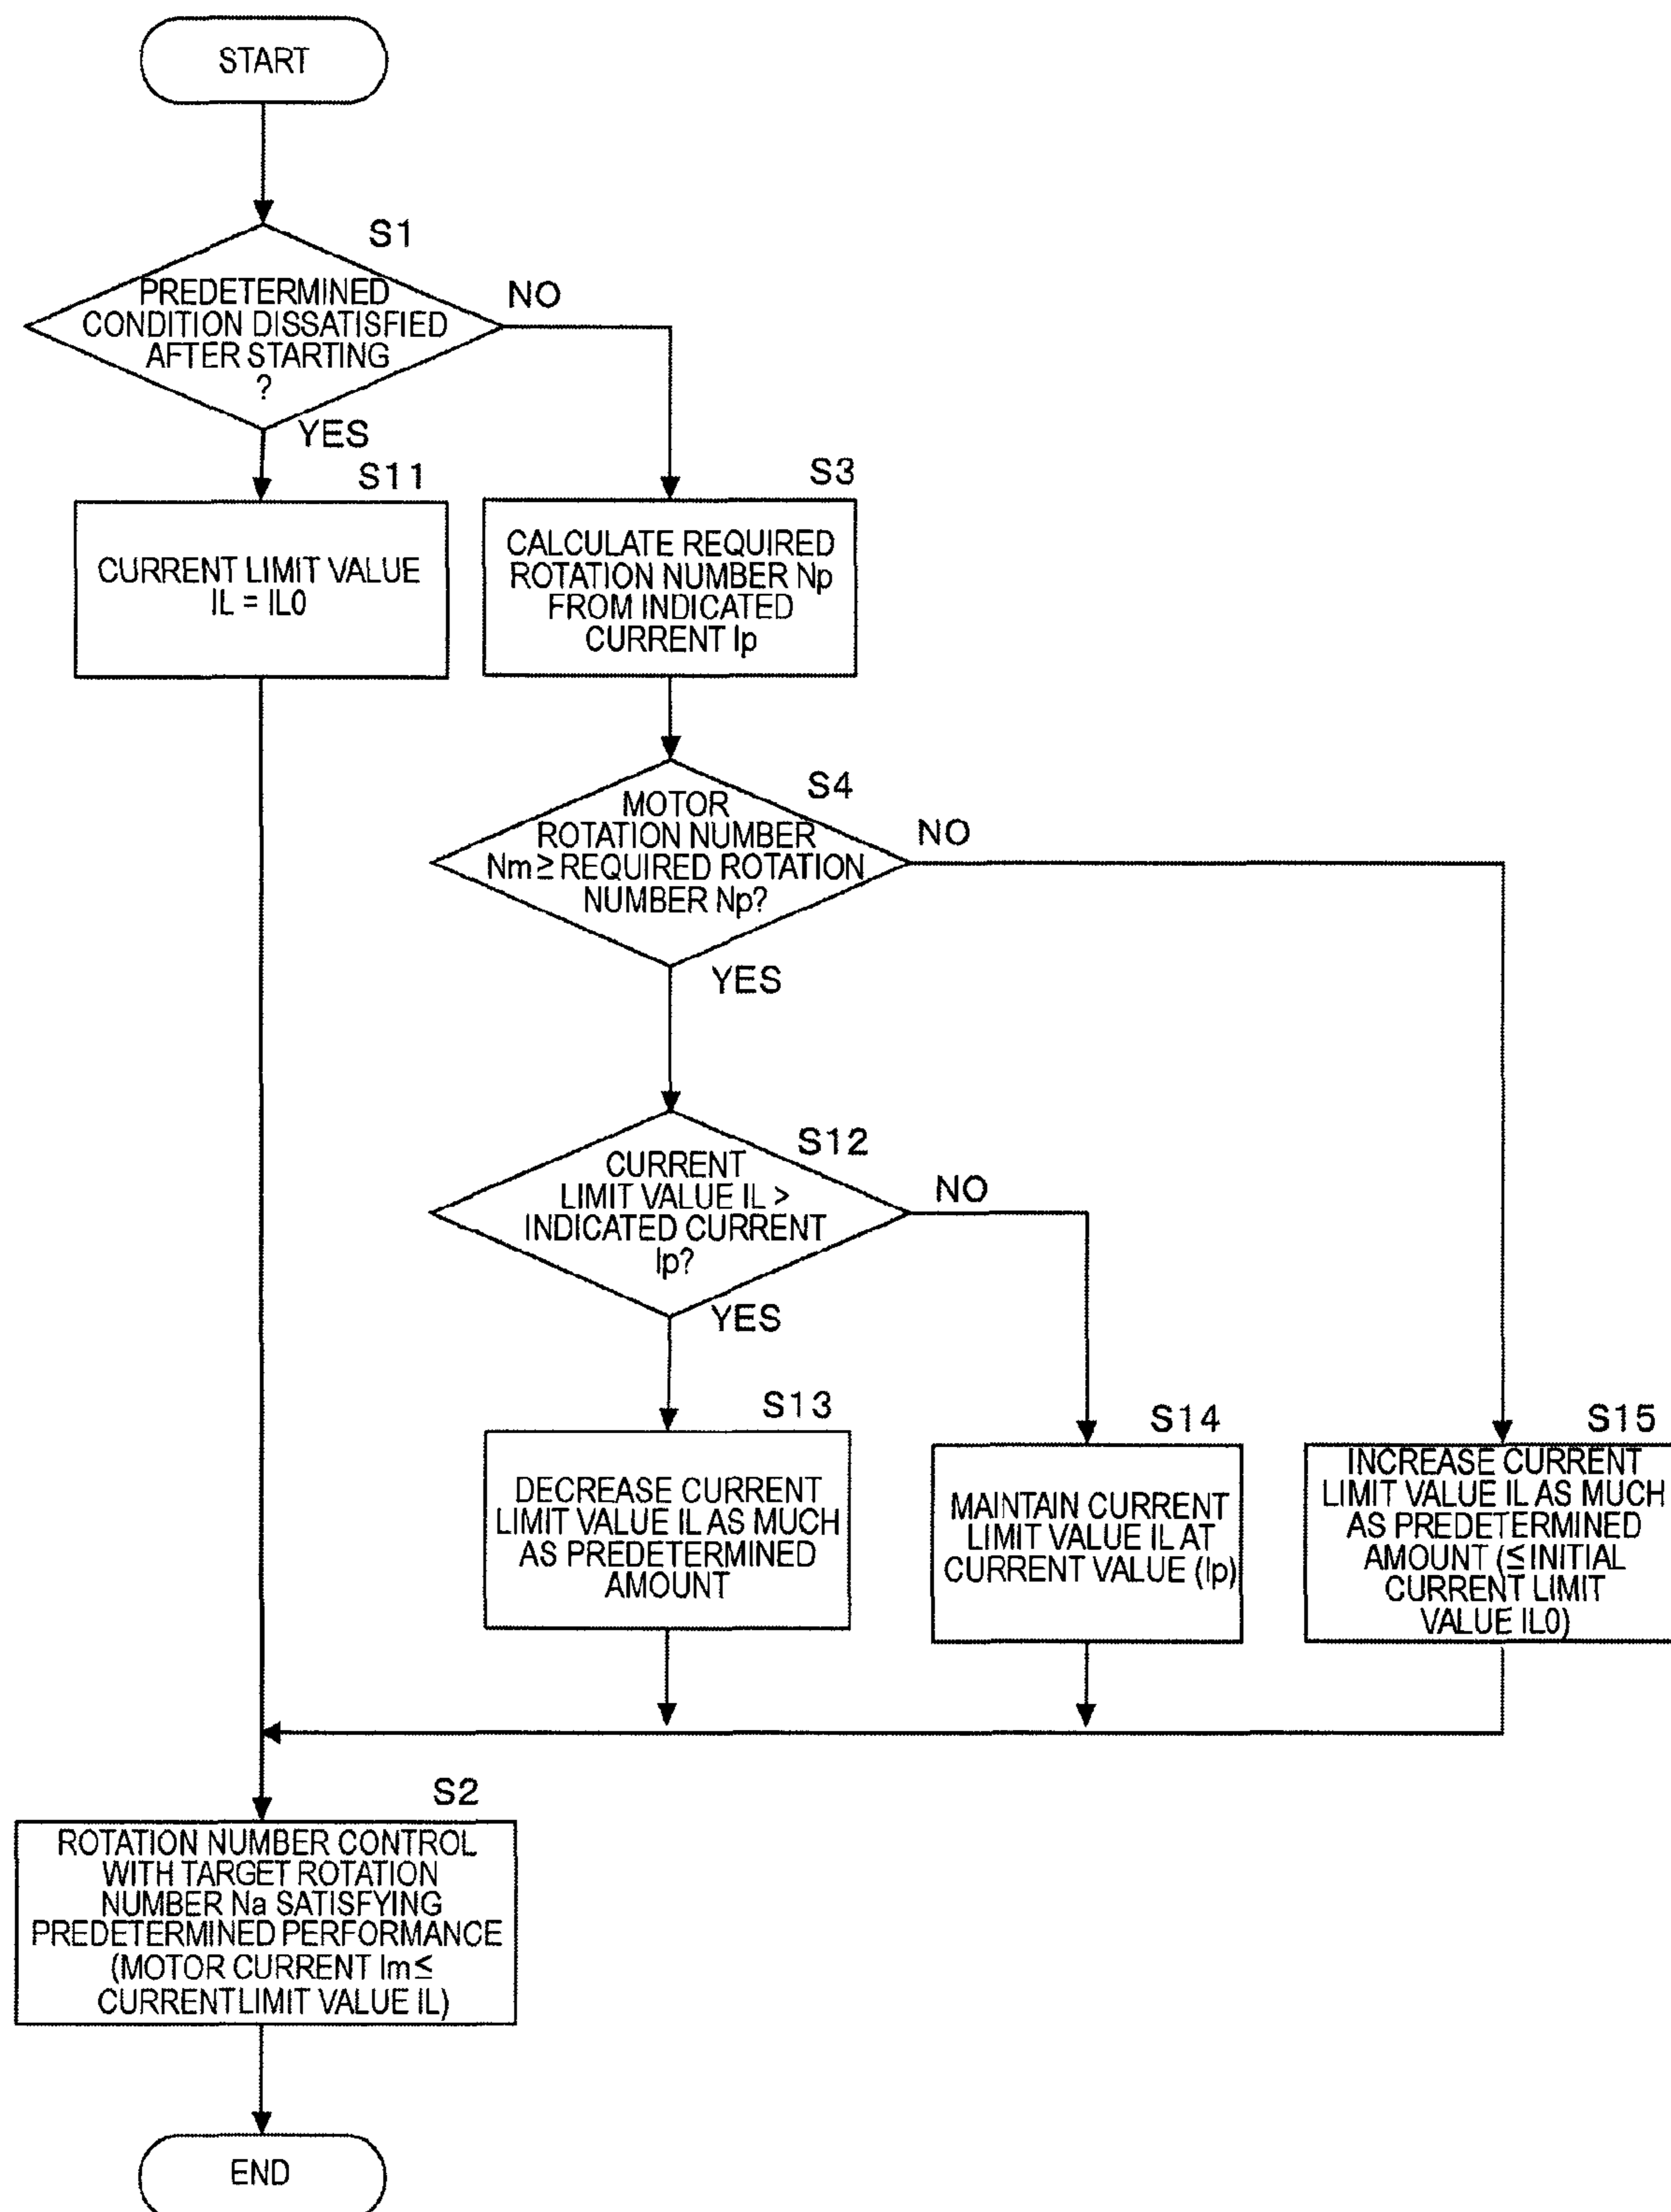 START
S1
PREDETERMINED
CONDITION DISSATISFIED
AFTER STARTING
?
NO
YES
S11
CURRENT LIMIT VALUE
IL = IL0
S3
CALCULATE REQUIRED
ROTATION NUMBER Np
FROM INDICATED
CURRENT Ip
S4
MOTOR
ROTATION NUMBER
Nm ≥ REQUIRED ROTATION
NUMBER Np?
NO
YES
S12
CURRENT
LIMIT VALUE IL >
INDICATED CURRENT
Ip?
NO
YES
S13
DECREASE CURRENT
LIMIT VALUE IL AS MUCH
AS PREDETERMINED
AMOUNT
S14
MAINTAIN CURRENT
LIMIT VALUE IL AT
CURRENT VALUE (Ip)
S15
INCREASE CURRENT
LIMIT VALUE IL AS MUCH
AS PREDETERMINED
AMOUNT (≤ INITIAL
CURRENT LIMIT
VALUE IL0)
S2
ROTATION NUMBER CONTROL
WITH TARGET ROTATION
NUMBER Na SATISFYING
PREDETERMINED PERFORMANCE
(MOTOR CURRENT Im ≤
CURRENT LIMIT VALUE IL)
END